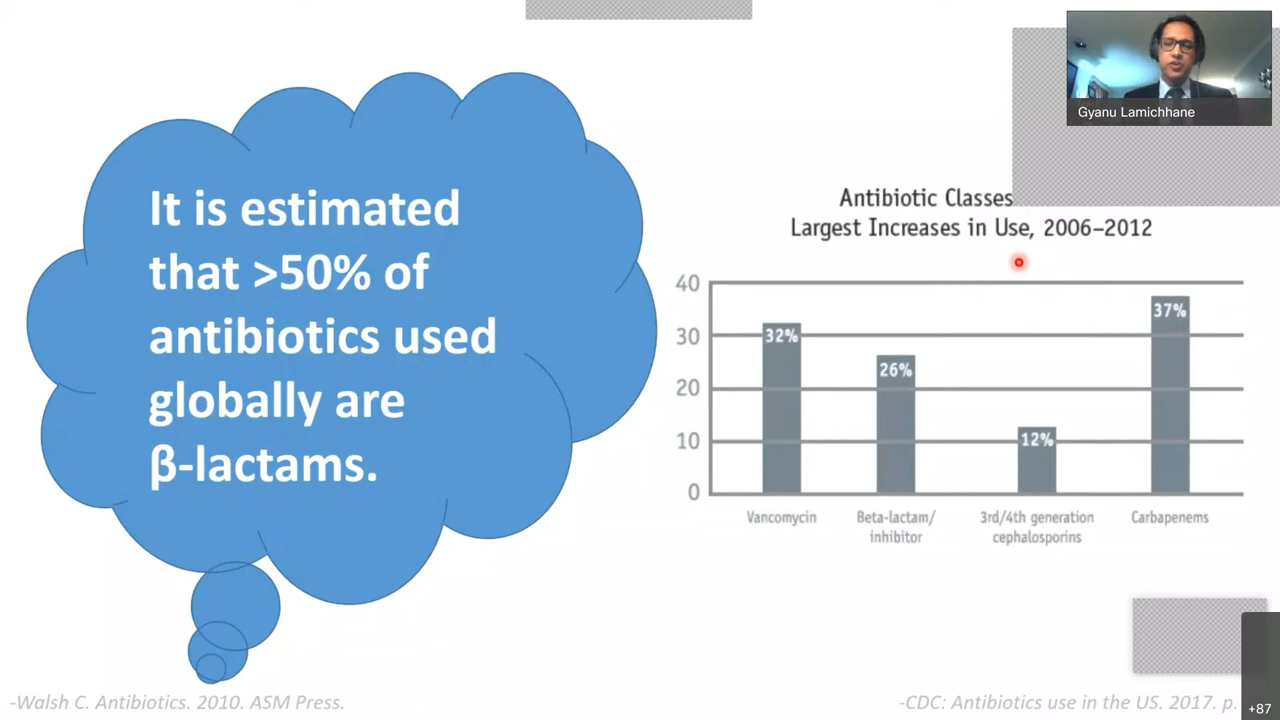 Gyanu Lamichhane
It is estimated
that >50% of
antibiotics used
globally are
β-lactams.
Antibiotic Classes
Largest Increases in Use, 2006–2012
40
30
20
10
0
32%
26%
12%
37%
Vancomycin
Beta-lactam/
inhibitor
3rd/4th generation
cephalosporins
Carbapenems
-Walsh C. Antibiotics. 2010. ASM Press.
-CDC: Antibiotics use in the US. 2017. p.
+87